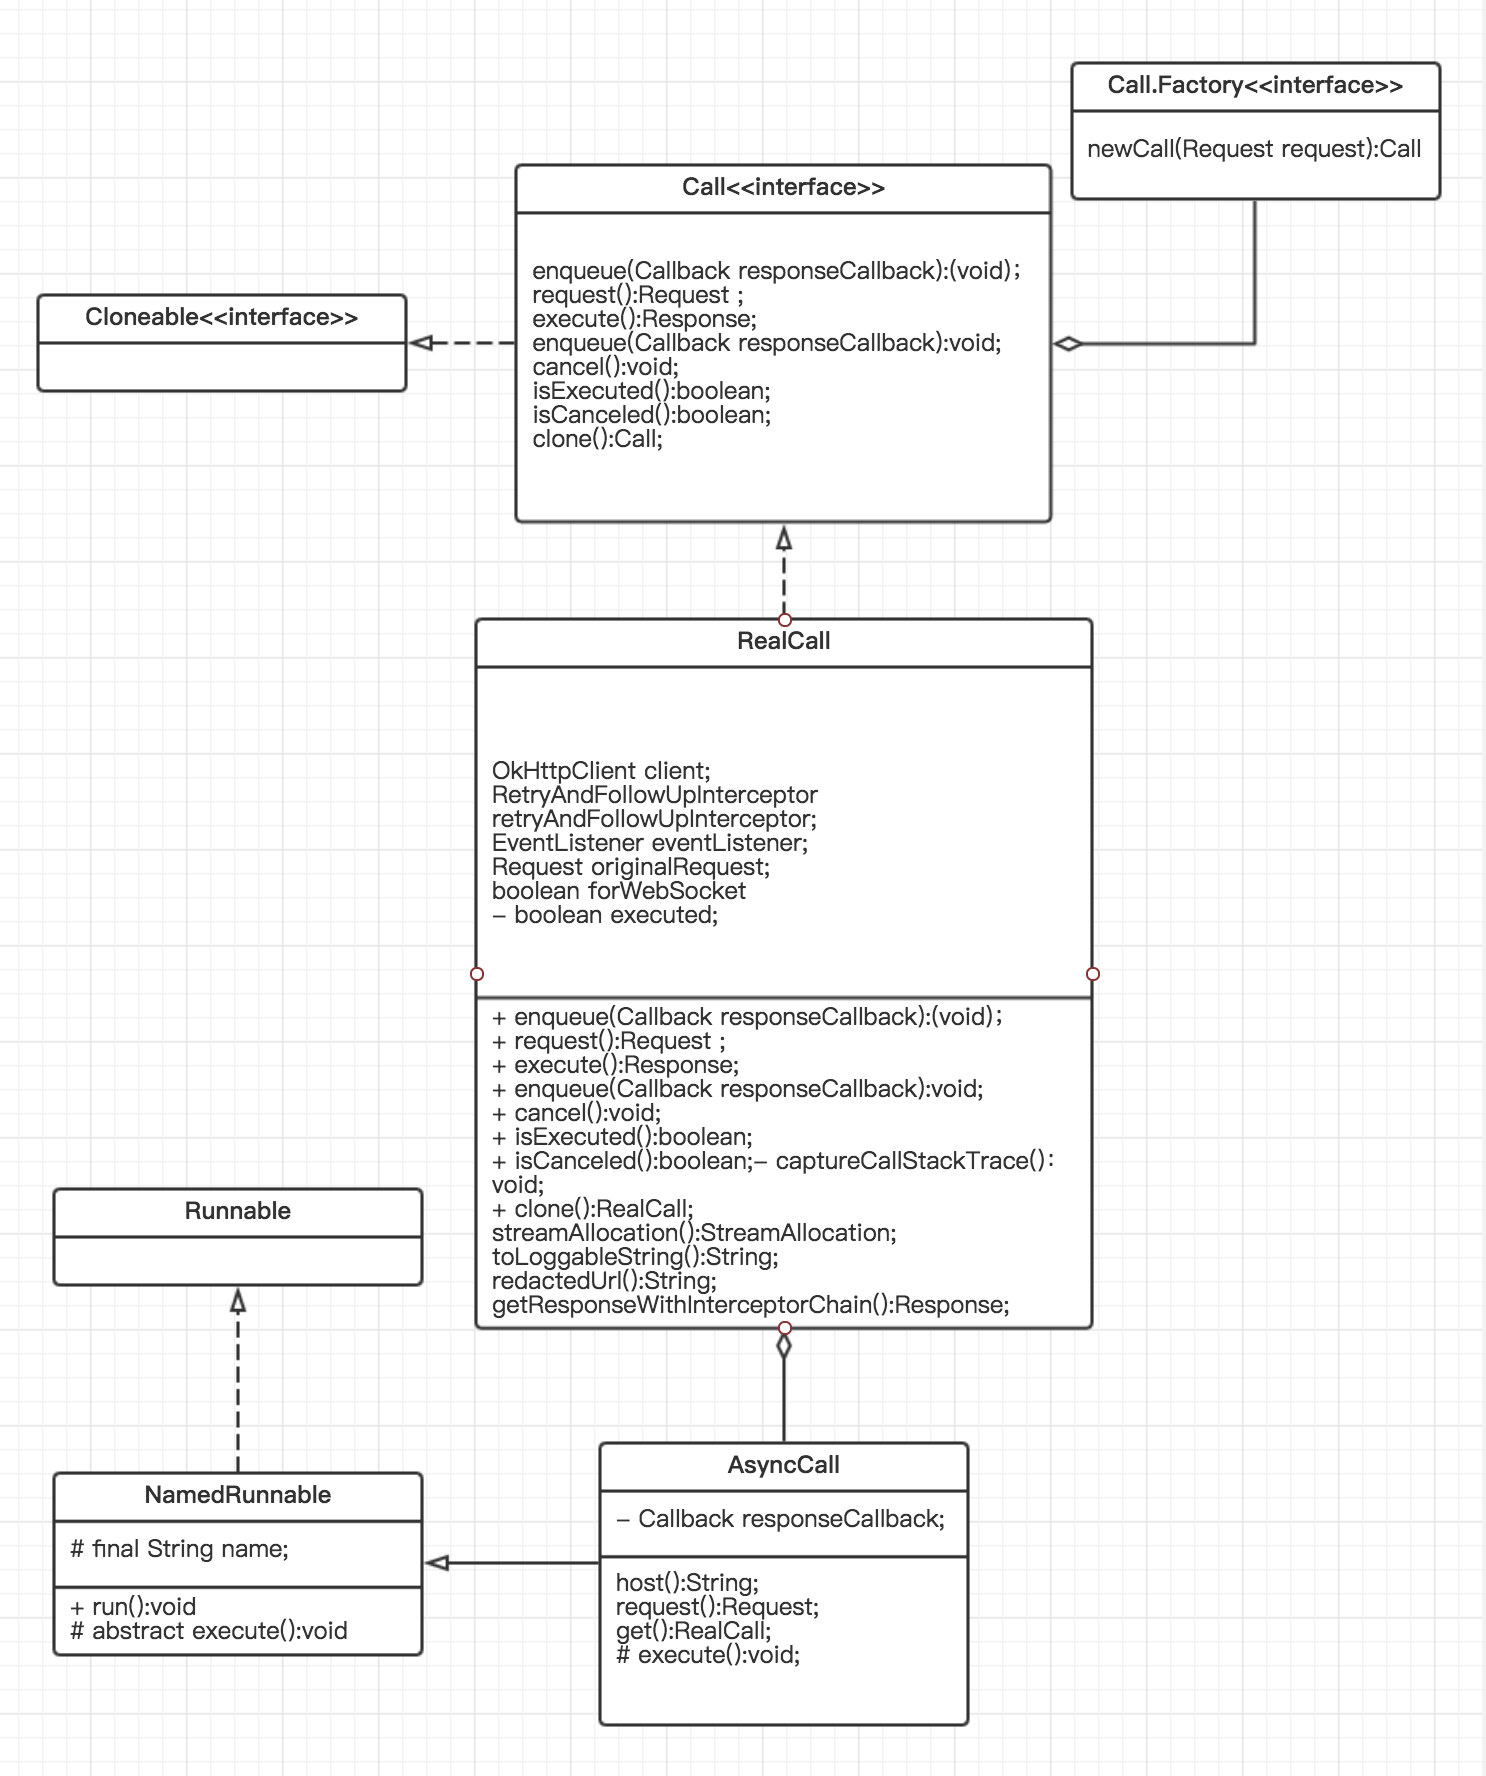 Call.Factory<<interface>>
newCall(Request request):Call
Call<<interface>>
enqueue(Callback responseCallback):(void);
request():Request ;
execute():Response;
enqueue(Callback responseCallback):void;
cancel():void;
isExecuted():boolean;
isCanceled():boolean;
clone():Call;
Cloneable<<interface>>
RealCall
OkHttpClient client;
RetryAndFollowUpInterceptor
retryAndFollowUpInterceptor;
EventListener eventListener;
Request originalRequest;
boolean forWebSocket
– boolean executed;
+ enqueue(Callback responseCallback):(void);
+ request():Request ;
+ execute():Response;
+ enqueue(Callback responseCallback):void;
+ cancel():void;
+ isExecuted():boolean;
+ isCanceled():boolean;– captureCallStackTrace():
void;
+ clone():RealCall;
streamAllocation():StreamAllocation;
toLoggableString():String;
redactedUrl():String;
getResponseWithInterceptorChain():Response;
Runnable
NamedRunnable
# final String name;
+ run():void
# abstract execute():void
AsyncCall
– Callback responseCallback;
host():String;
request():Request;
get():RealCall;
# execute():void;